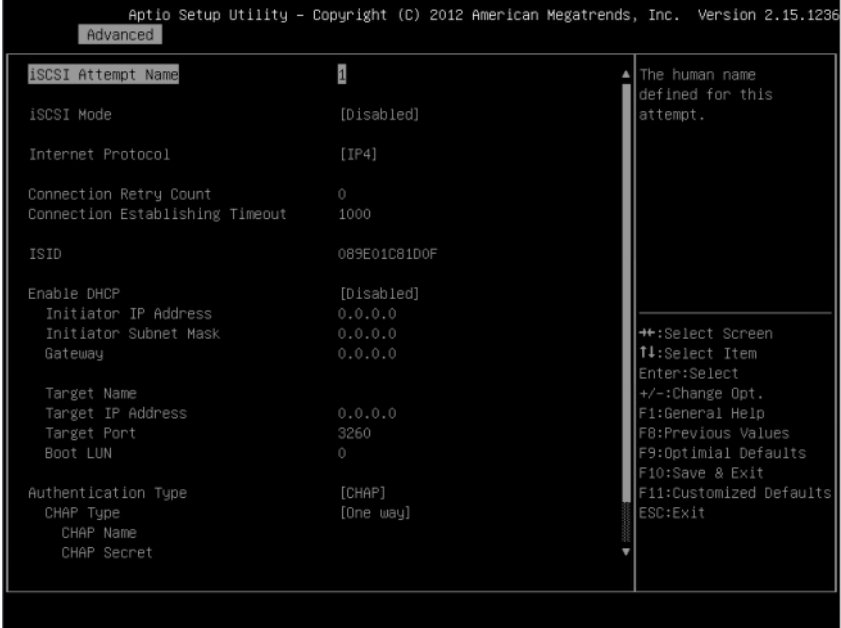 Aptio Setup Utility – Copyright (C) 2012 American Megatrends, Inc. Version 2.15.1236
Advanced
iSCSI Attempt Name 1
iSCSI Mode [Disabled]
Internet Protocol [IP4]
Connection Retry Count 0
Connection Establishing Timeout 1000
ISID 089E01C81D0F
Enable DHCP [Disabled]
Initiator IP Address 0.0.0.0
Initiator Subnet Mask 0.0.0.0
Gateway 0.0.0.0
Target Name
Target IP Address 0.0.0.0
Target Port 3260
Boot LUN 0
Authentication Type [CHAP]
CHAP Type [One way]
CHAP Name
CHAP Secret
The human name
defined for this
attempt.
→←:Select Screen
↑↓:Select Item
Enter:Select
+/-:Change Opt.
F1:General Help
F8:Previous Values
F9:Optimial Defaults
F10:Save & Exit
F11:Customized Defaults
ESC:Exit